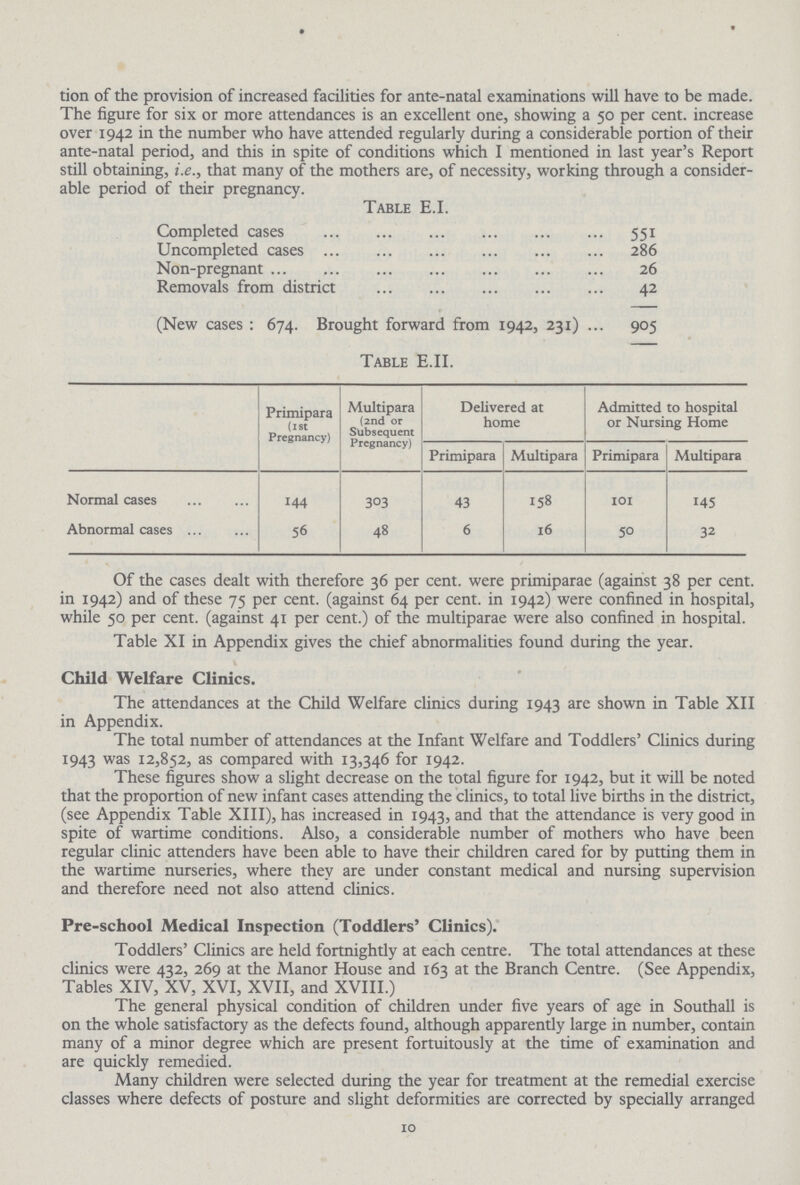 tion of the provision of increased facilities for ante-natal examinations will have to be made.
The figure for six or more attendances is an excellent one, showing a 50 per cent. increase
over 1942 in the number who have attended regularly during a considerable portion of their
ante-natal period, and this in spite of conditions which I mentioned in last year's Report
still obtaining, i.e., that many of the mothers are, of necessity, working through a consider-
able period of their pregnancy.
TABLE E.I.
Completed cases ... ... ... ... ... ... 551
Uncompleted cases ... ... ... ... ... ... 286
Non-pregnant ... ... ... ... ... ... ... 26
Removals from district ... ... ... ... ... 42
(New cases : 674. Brought forward from 1942, 231) ... 905
TABLE E.II.
Primipara (1st Pregnancy) Multipara (2nd or Subsequent Pregnancy) Delivered at home Admitted to hospital or Nursing Home
Primipara Multipara Primipara Multipara
Normal cases ... ... 144 303 43 158 101 145
Abnormal cases ... ... 56 48 6 16 50 32
Of the cases dealt with therefore 36 per cent. were primiparae (against 38 per cent.
in 1942) and of these 75 per cent. (against 64 per cent. in 1942) were confined in hospital,
while 50 per cent. (against 41 per cent.) of the multiparae were also confined in hospital.
Table XI in Appendix gives the chief abnormalities found during the year.
Child Welfare Clinics.
The attendances at the Child Welfare clinics during 1943 are shown in Table XII
in Appendix.
The total number of attendances at the Infant Welfare and Toddlers' Clinics during
1943 was 12,852, as compared with 13,346 for 1942.
These figures show a slight decrease on the total figure for 1942, but it will be noted
that the proportion of new infant cases attending the clinics, to total live births in the district,
(see Appendix Table XIII), has increased in 1943, and that the attendance is very good in
spite of wartime conditions. Also, a considerable number of mothers who have been
regular clinic attenders have been able to have their children cared for by putting them in
the wartime nurseries, where they are under constant medical and nursing supervision
and therefore need not also attend clinics.
Pre-school Medical Inspection (Toddlers' Clinics).
Toddlers' Clinics are held fortnightly at each centre. The total attendances at these
clinics were 432, 269 at the Manor House and 163 at the Branch Centre. (See Appendix,
Tables XIV, XV, XVI, XVII, and XVIII.)
The general physical condition of children under five years of age in Southall is
on the whole satisfactory as the defects found, although apparently large in number, contain
many of a minor degree which are present fortuitously at the time of examination and
are quickly remedied.
Many children were selected during the year for treatment at the remedial exercise
classes where defects of posture and slight deformities are corrected by specially arranged
10